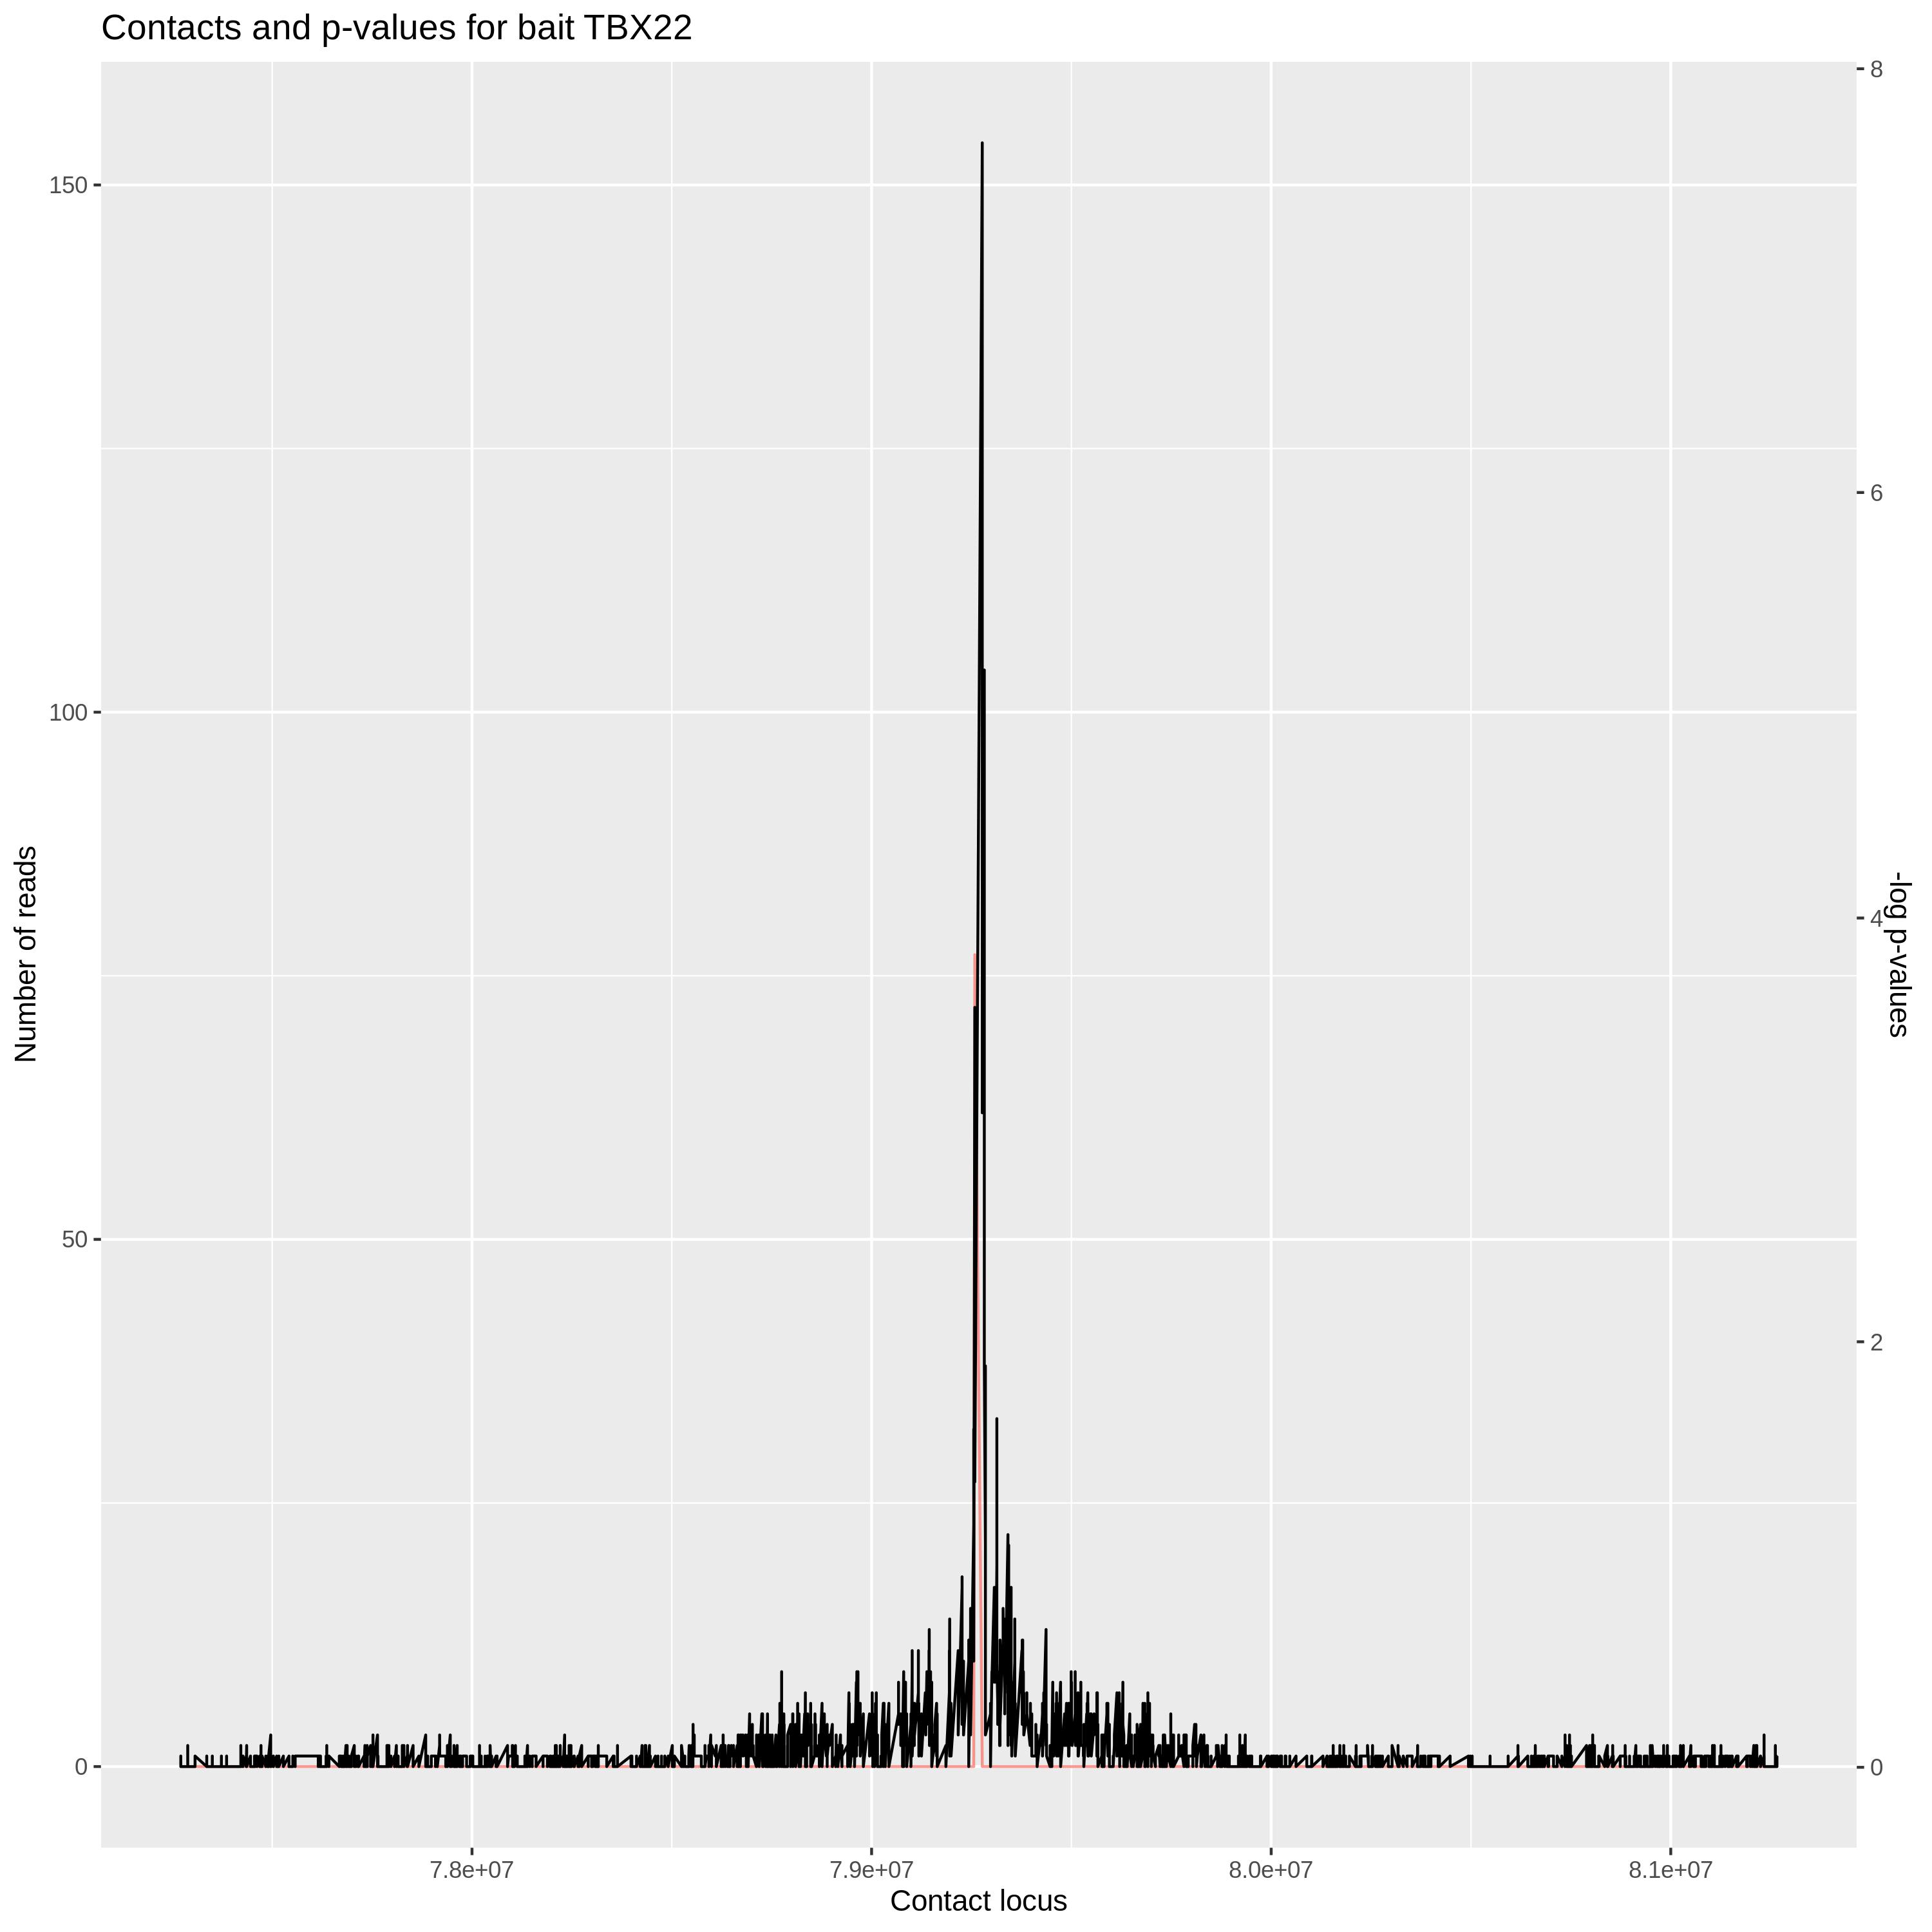 Contacts and p-values for bait TBX22
8
150
6
100
Number of reads
4
-log p-values
50
2
0
0
7.8e+07
7.9e+07
8.0e+07
8.1e+07
Contact locus